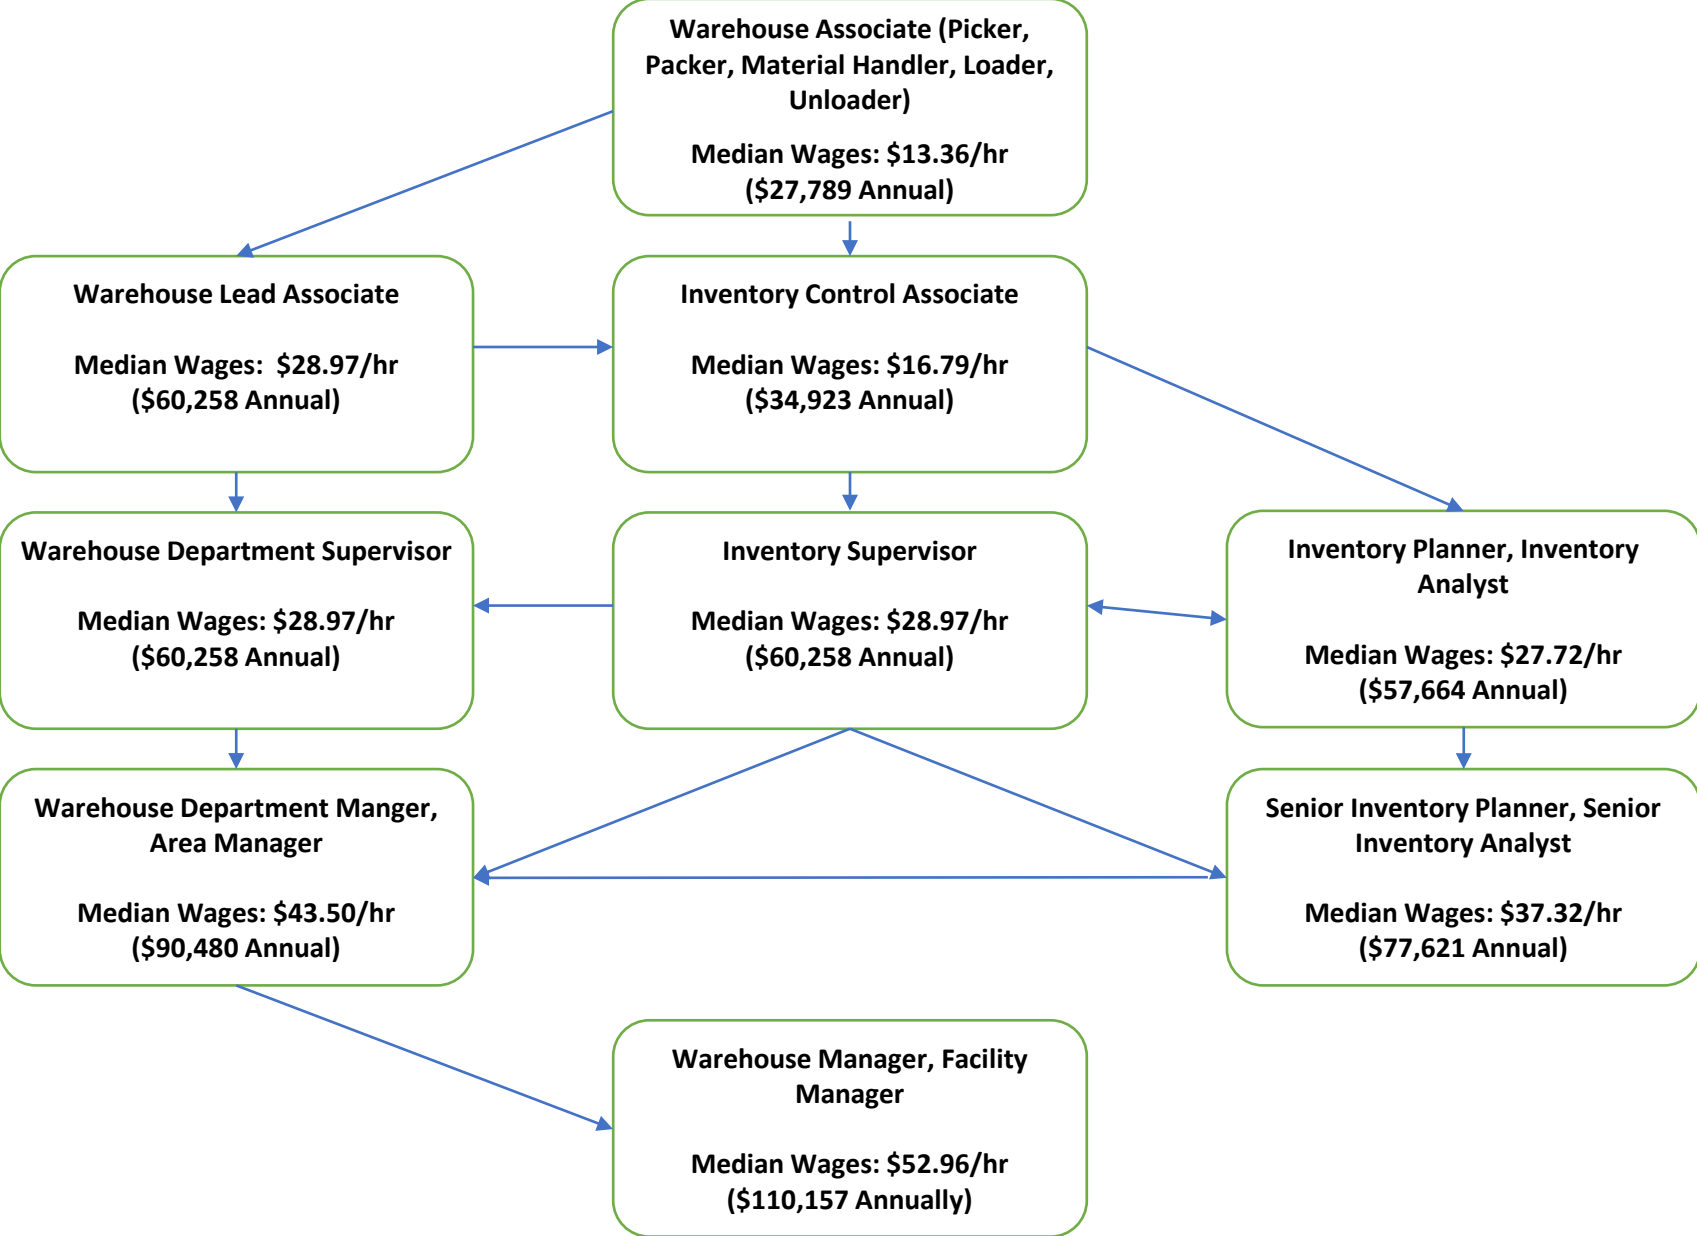 Warehouse Associate (Picker,
Packer, Material Handler, Loader,
Unloader)
Median Wages: $13.36/hr
($27,789 Annual)
Warehouse Lead Associate
Median Wages:  $28.97/hr
($60,258 Annual)
Inventory Control Associate
Median Wages: $16.79/hr
($34,923 Annual)
Warehouse Department Supervisor
Median Wages: $28.97/hr
($60,258 Annual)
Inventory Supervisor
Median Wages: $28.97/hr
($60,258 Annual)
Inventory Planner, Inventory
Analyst
Median Wages: $27.72/hr
($57,664 Annual)
Warehouse Department Manger,
Area Manager
Median Wages: $43.50/hr
($90,480 Annual)
Senior Inventory Planner, Senior
Inventory Analyst
Median Wages: $37.32/hr
($77,621 Annual)
Warehouse Manager, Facility
Manager
Median Wages: $52.96/hr
($110,157 Annually)